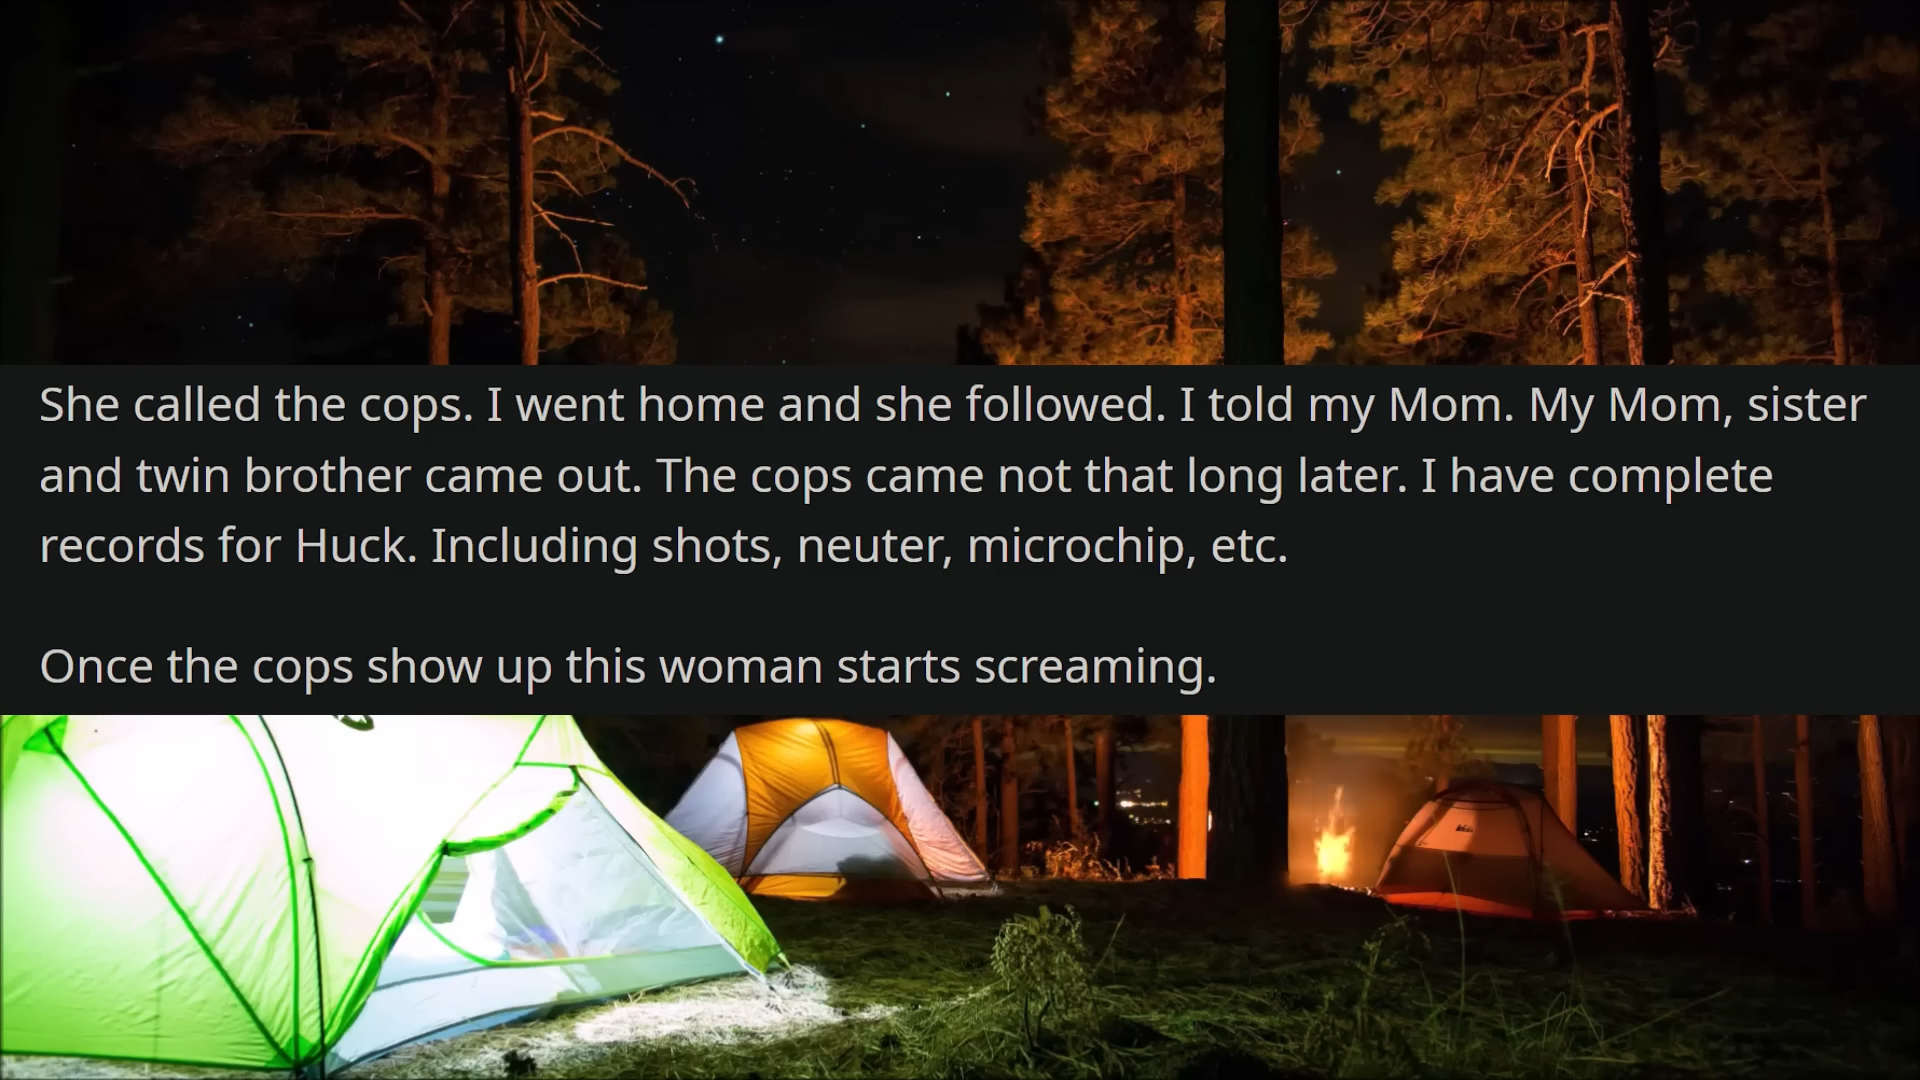 She called the cops. I went home and she followed. I told my Mom. My Mom, sister
and twin brother came out. The cops came not that long later. I have complete
records for Huck. Including shots, neuter, microchip, etc.
Once the cops show up this woman starts screaming.